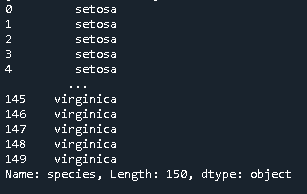 0 setosa
1 setosa
2 setosa
3 setosa
4 setosa
...
145 virginica
146 virginica
147 virginica
148 virginica
149 virginica
Name: species, Length: 150, dtype: object